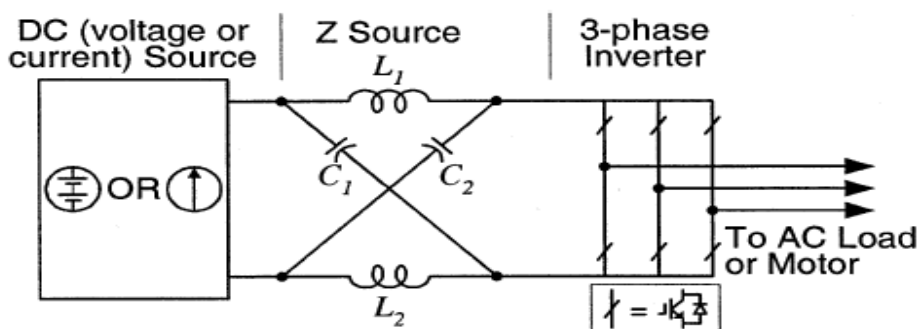 DC (voltage or
current) Source
Z Source
3-phase
Inverter
L1
OR
C1
C2
L2
To AC Load
or Motor
=